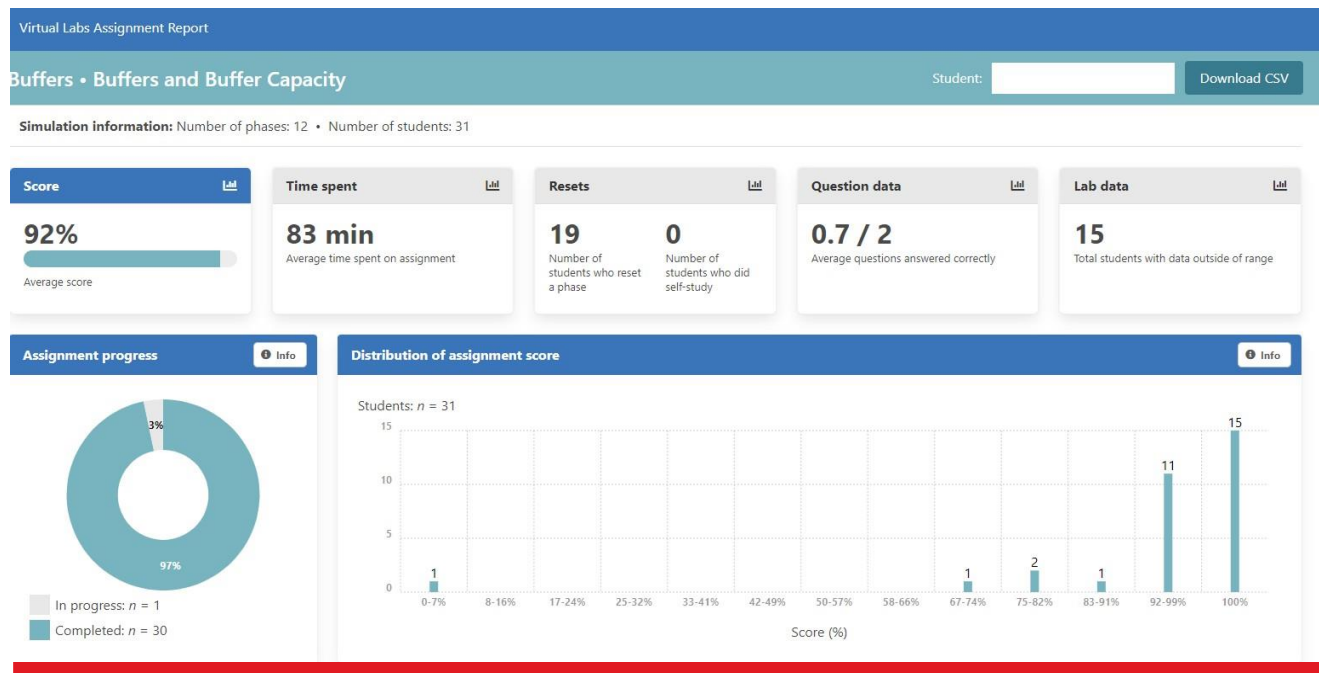 Virtual Labs Assignment Report
Buffers • Buffers and Buffer Capacity
Student:
Download CSV
Simulation information: Number of phases: 12 • Number of students: 31
Score
92%
Average score
Time spent
83 min
Average time spent on assignment
Resets
19
Number of
students who reset
a phase
0
Number of
students who did
self-study
Question data
0.7 / 2
Average questions answered correctly
Lab data
15
Total students with data outside of range
Assignment progress
Info
3%
97%
In progress: n = 1
Completed: n = 30
Distribution of assignment score
Info
Students: n = 31
15
10
5
0
1
1
2
1
11
15
0-7% 8-16% 17-24% 25-32% 33-41% 42-49% 50-57% 58-66% 67-74% 75-82% 83-91% 92-99% 100%
Score (%)